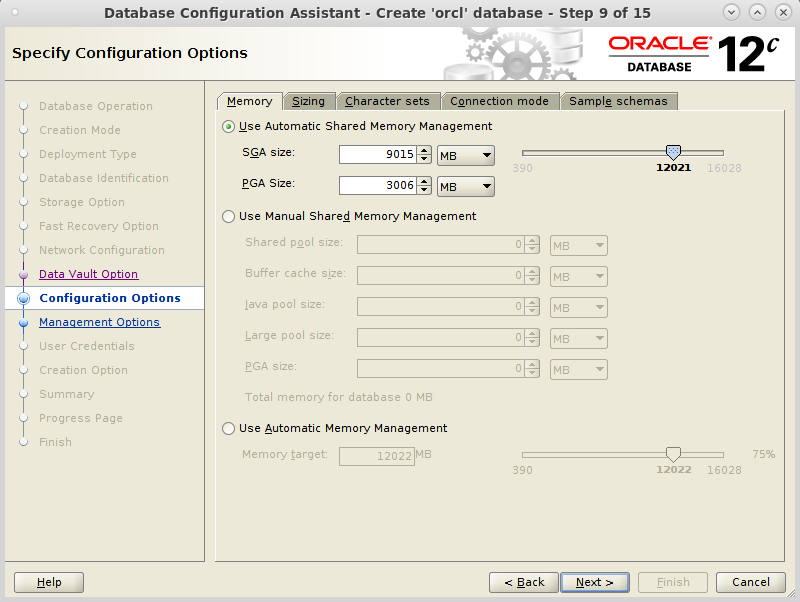 Database Configuration Assistant - Create 'orcl' database - Step 9 of 15
Specify Configuration Options
ORACLE®
DATABASE
12c
Database Operation
Creation Mode
Deployment Type
Database Identification
Storage Option
Fast Recovery Option
Network Configuration
Data Vault Option
Configuration Options
Management Options
User Credentials
Creation Option
Summary
Progress Page
Finish
Memory Sizing Character sets Connection mode Sample schemas
Use Automatic Shared Memory Management
SGA size: 9015 MB
390 12021 16028
PGA Size: 3006 MB
Use Manual Shared Memory Management
Shared pool size: 0 MB
Buffer cache size: 0 MB
Java pool size: 0 MB
Large pool size: 0 MB
PGA size: 0 MB
Total memory for database 0 MB
Use Automatic Memory Management
Memory target: 12022 MB 75%
390 12022 16028
Help < Back Next > Finish Cancel